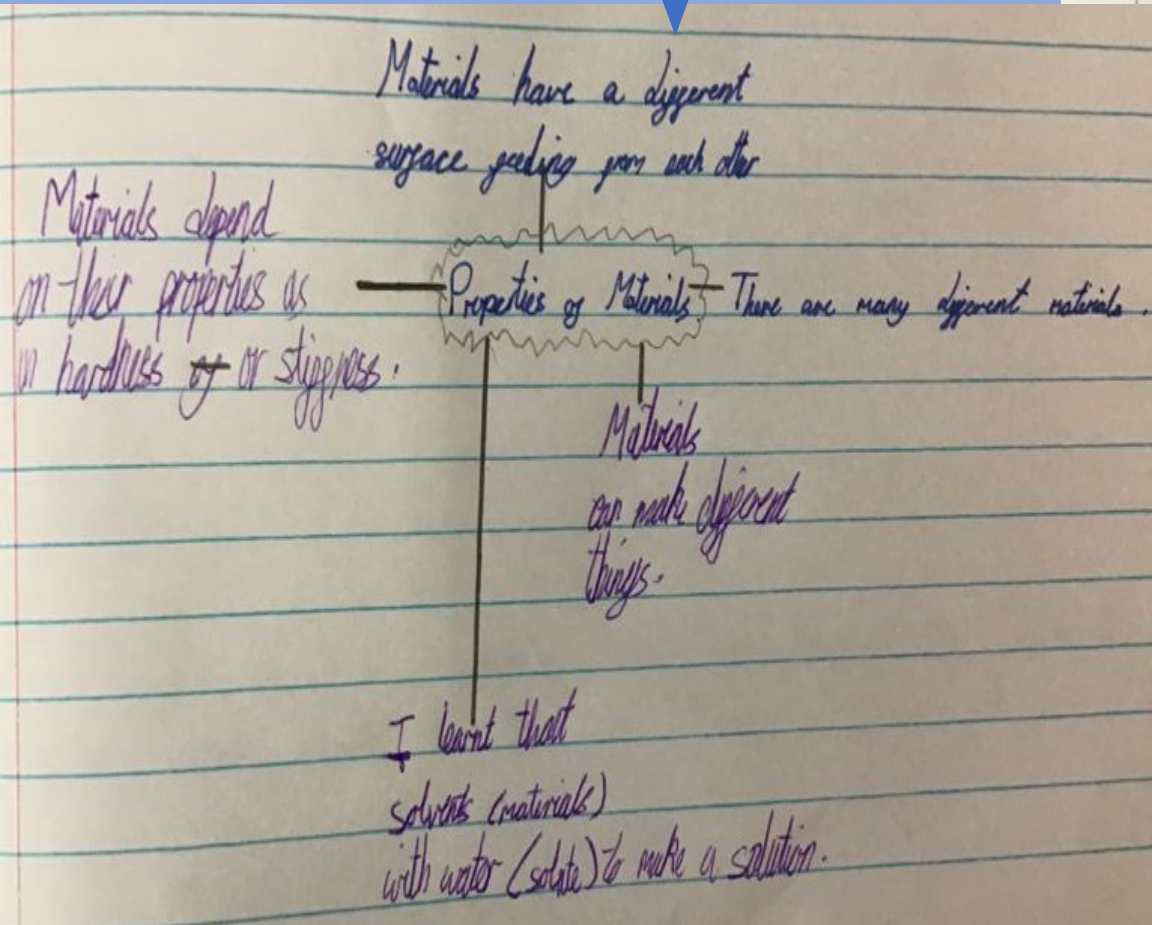 Materials have a different
surface feeling from each other
Materials depend
on their properties as
in hardness of or stiffness.
Properties of Materials
There are many different materials.
Materials
can make different
things.
I learnt that
solvents (materials)
with water (solute) to make a solution.